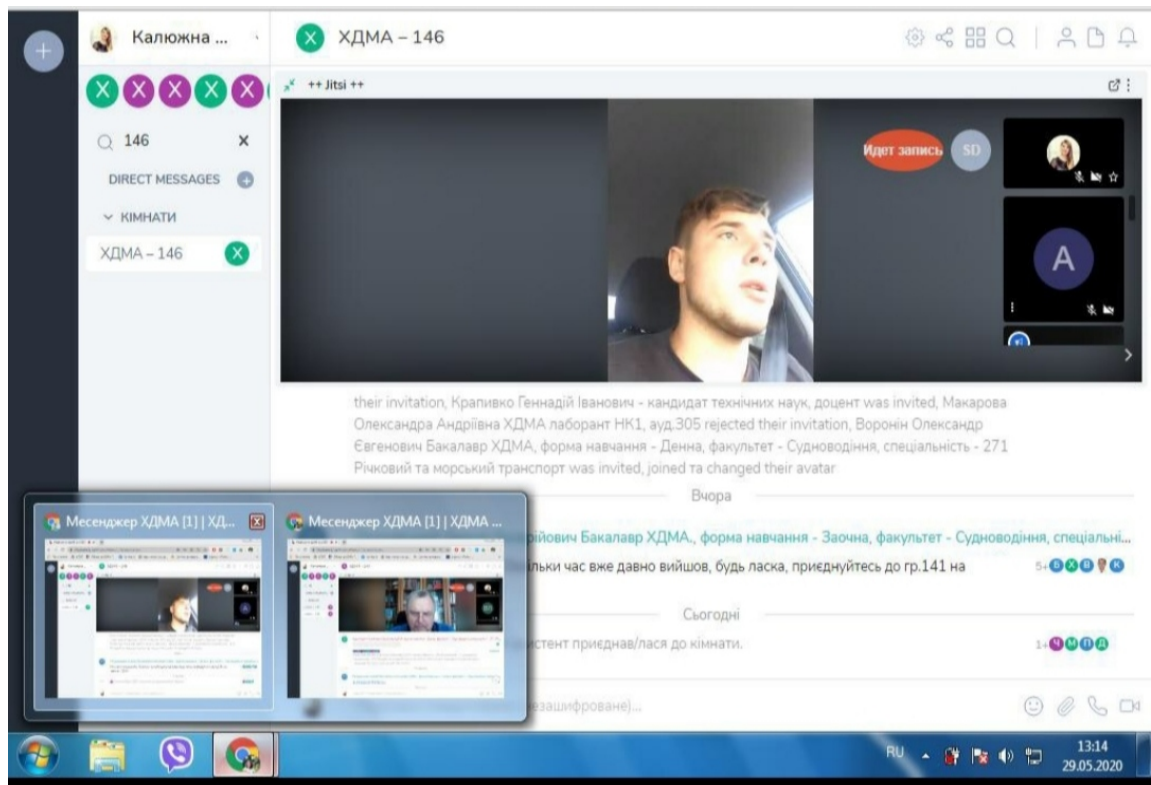 Калюжна ...
X ХДМА – 146
X X X X X
++ Jitsi ++
146
DIRECT MESSAGES
КІМНАТИ
ХДМА – 146 X
Идет запись SD
A
their invitation, Крапивко Геннадій Іванович - кандидат технічних наук, доцент was invited, Макарова
Олександра Андріївна ХДМА лаборант НК1, ауд.305 rejected their invitation, Воронін Олександр
Євгенович Бакалавр ХДМА, форма навчання - Денна, факультет - Судноводіння, спеціальність - 271
Річковий та морський транспорт was invited, joined та changed their avatar
Вчора
рійович Бакалавр ХДМА., форма навчання - Заочна, факультет - Судноводіння, спеціальні...
льки час вже давно вийшов, будь ласка, приєднуйтесь до гр.141 на 5+ В Х В К
Сьогодні
истент приєднав/лася до кімнати. 1+ Ч М П Д
незашифроване)...
Месенджер ХДМА [1] | ХД...
Месенджер ХДМА [1] | ХДМА ...
RU
13:14
29.05.2020